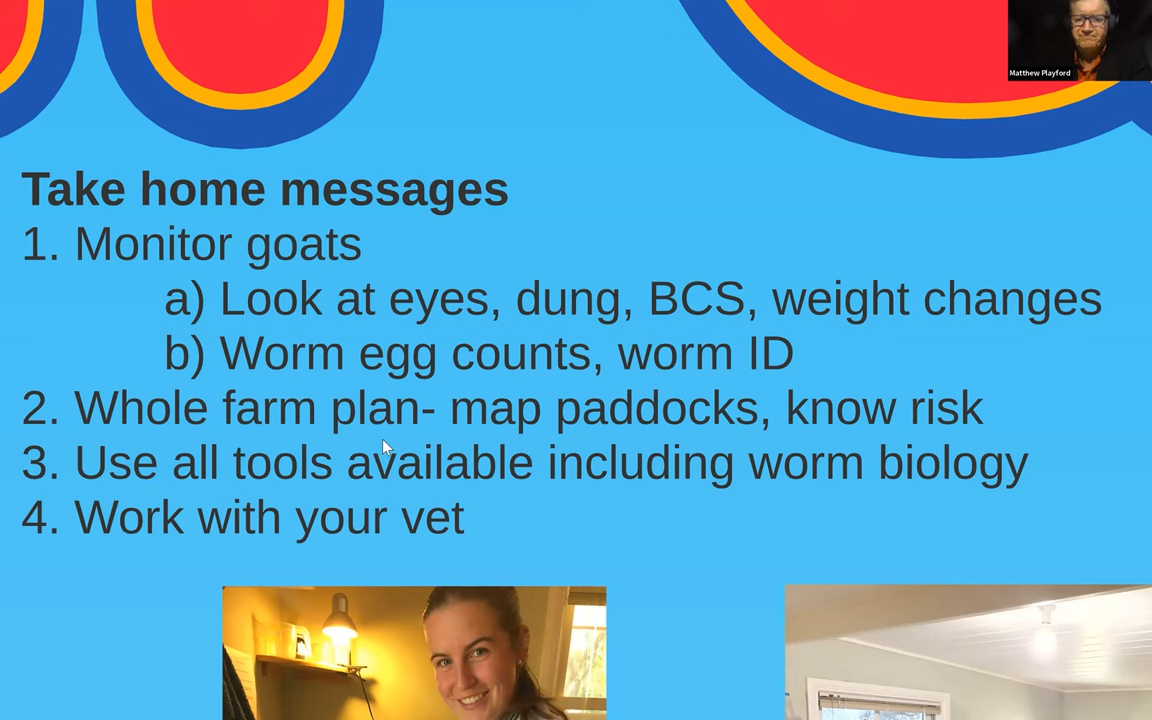 Matthew Playford
Take home messages
1. Monitor goats
a) Look at eyes, dung, BCS, weight changes
b) Worm egg counts, worm ID
2. Whole farm plan- map paddocks, know risk
3. Use all tools available including worm biology
4. Work with your vet